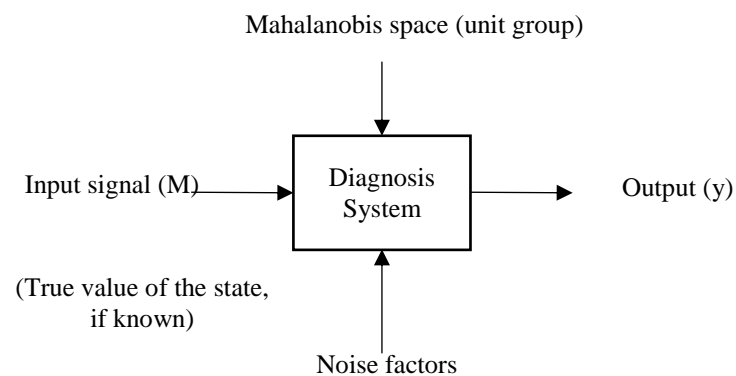 Mahalanobis space (unit group)
Input signal (M)
Diagnosis
System
Output (y)
(True value of the state,
if known)
Noise factors